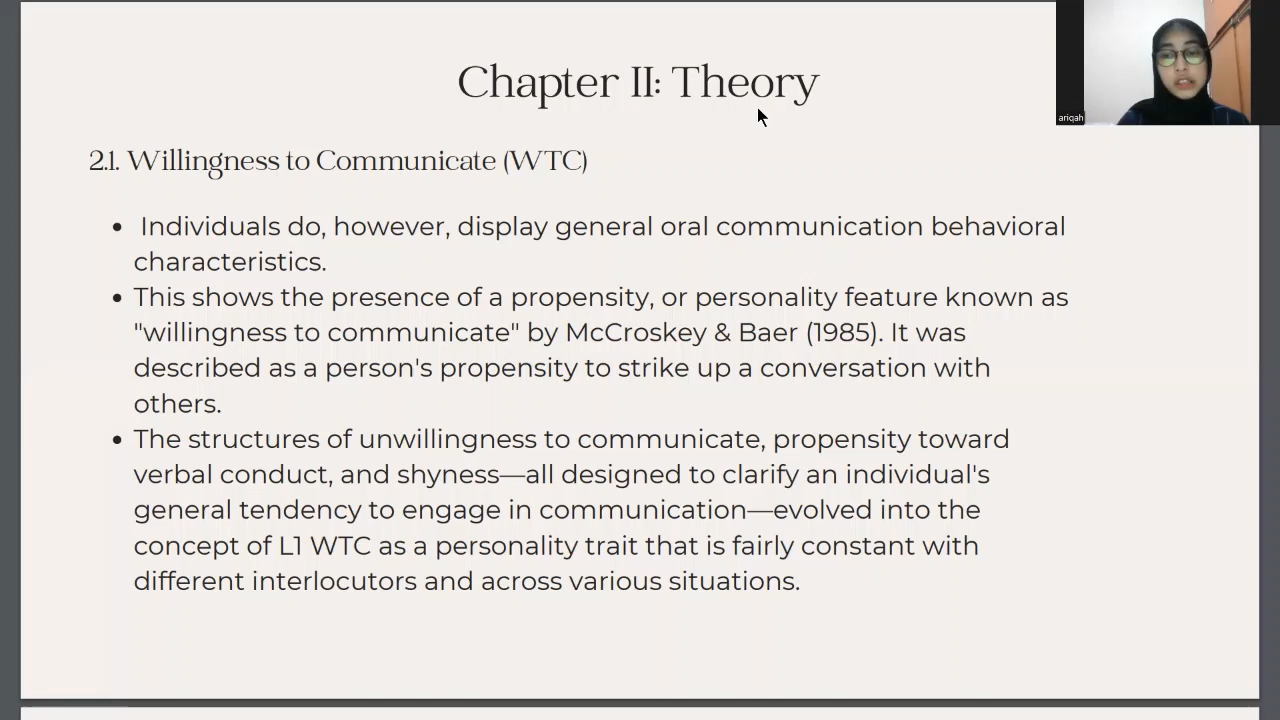 Chapter II: Theory
ariqah
2.1. Willingness to Communicate (WTC)
• Individuals do, however, display general oral communication behavioral
characteristics.
• This shows the presence of a propensity, or personality feature known as
"willingness to communicate" by McCroskey & Baer (1985). It was
described as a person's propensity to strike up a conversation with
others.
• The structures of unwillingness to communicate, propensity toward
verbal conduct, and shyness—all designed to clarify an individual's
general tendency to engage in communication—evolved into the
concept of L1 WTC as a personality trait that is fairly constant with
different interlocutors and across various situations.